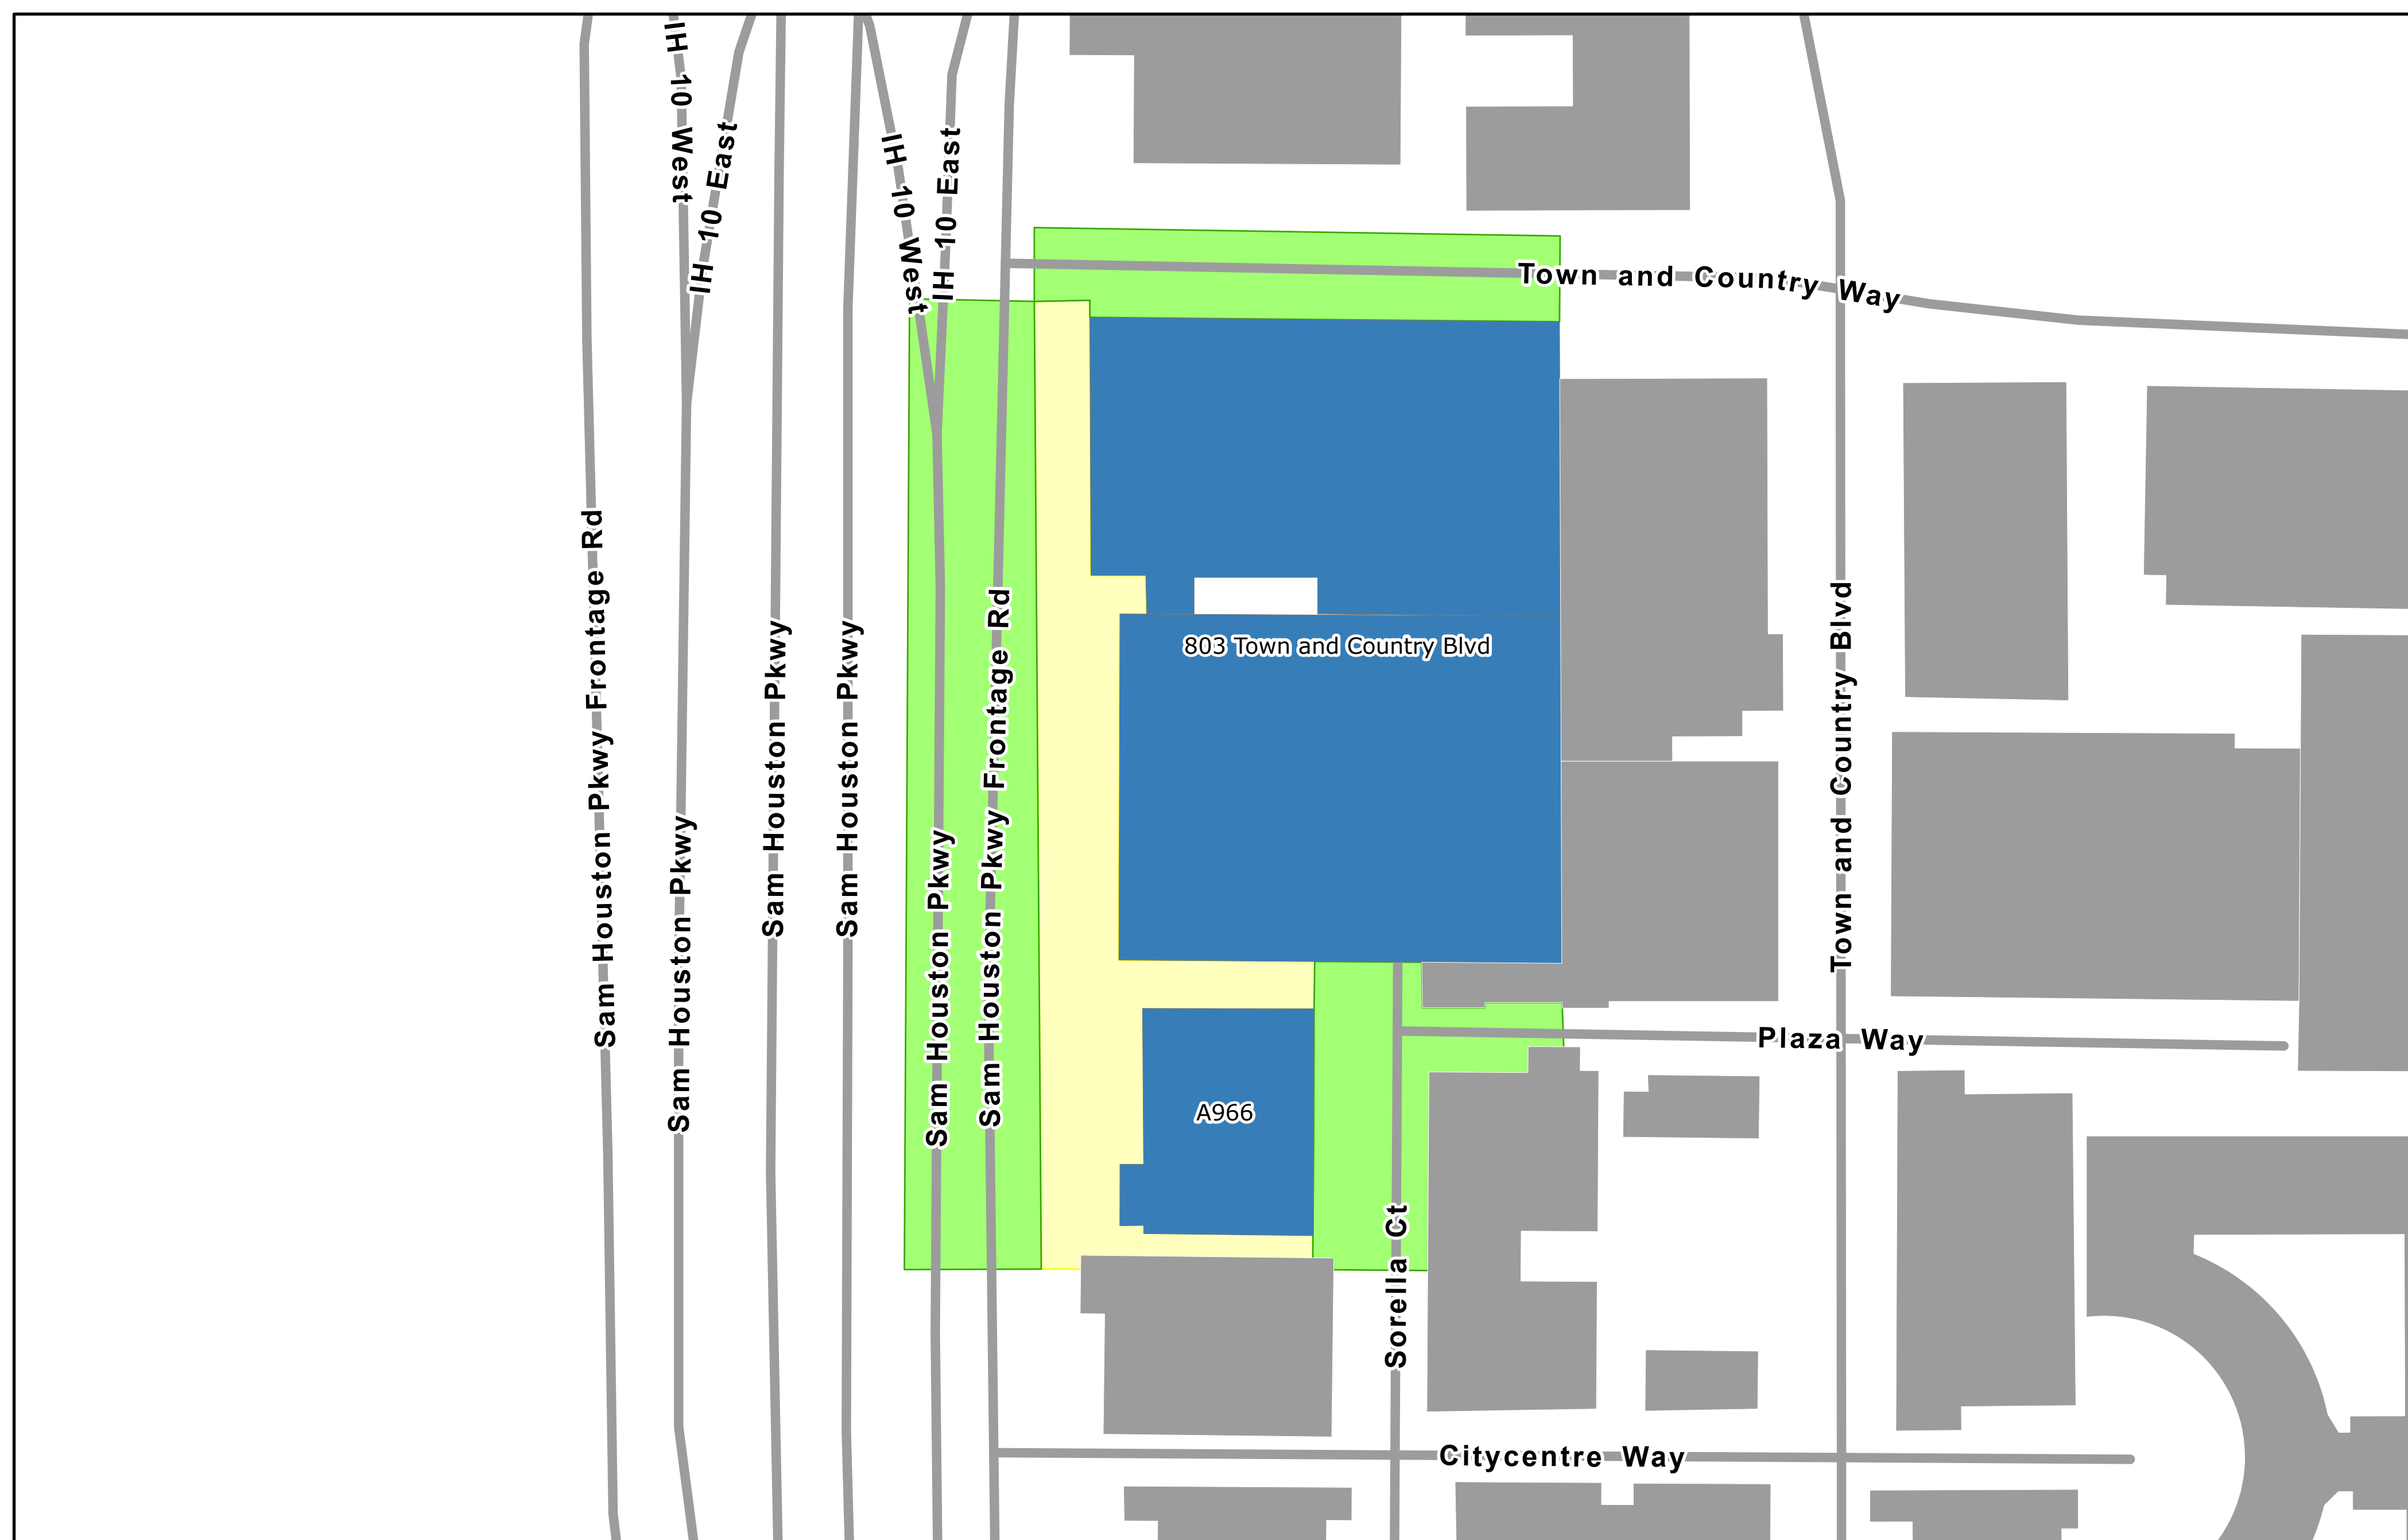 IH 10 West
IH 10 East
IH 10 West
IH 10 East
Town and Country Way
Sam Houston Pkwy Frontage Rd
Sam Houston Pkwy
Sam Houston Pkwy
Sam Houston Pkwy
Sam Houston Pkwy
Sam Houston Pkwy Frontage Rd
803 Town and Country Blvd
Town and Country Blvd
Plaza Way
A966
Sorella Ct
Citycentre Way